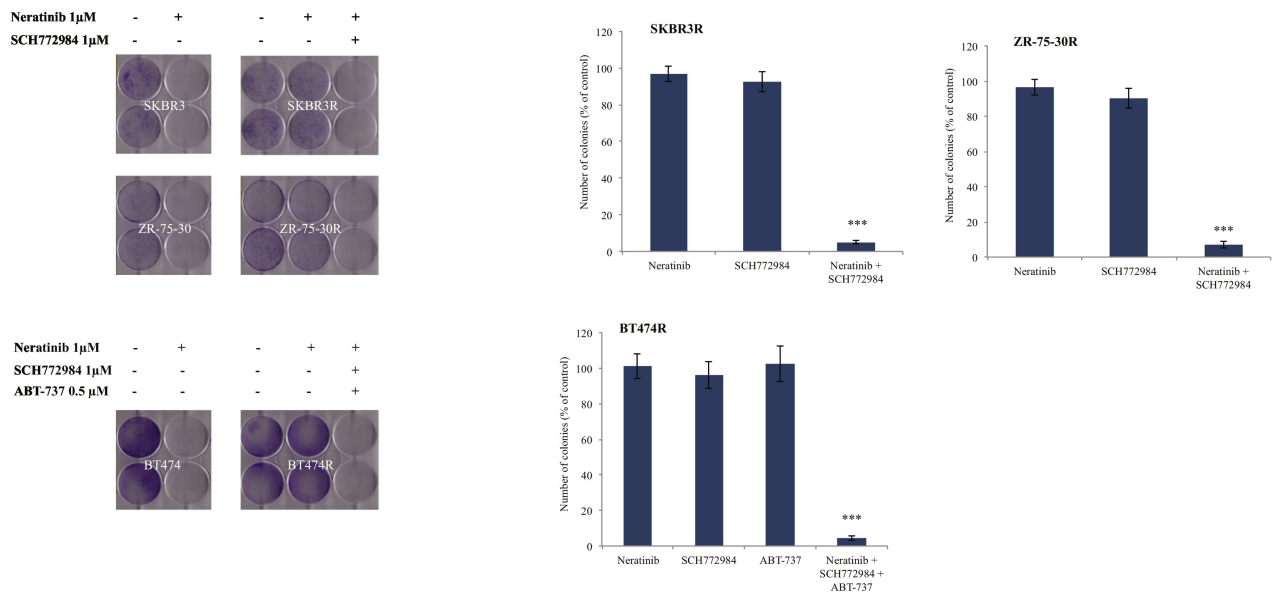 Neratinib 1µM - + - + +
SCH772984 1µM - - - - +
SKBR3
SKBR3R
ZR-75-30
ZR-75-30R
Neratinib 1µM - + - + +
SCH772984 1µM - - - - +
ABT-737 0.5 µM - - - - +
BT474
BT474R
SKBR3R
Number of colonies (% of control)
120
100
80
60
40
20
0
***
Neratinib
SCH772984
Neratinib +
SCH772984
ZR-75-30R
Number of colonies (% of control)
120
100
80
60
40
20
0
***
Neratinib
SCH772984
Neratinib +
SCH772984
BT474R
Number of colonies (% of control)
120
100
80
60
40
20
0
***
Neratinib
SCH772984
ABT-737
Neratinib +
SCH772984 +
ABT-737